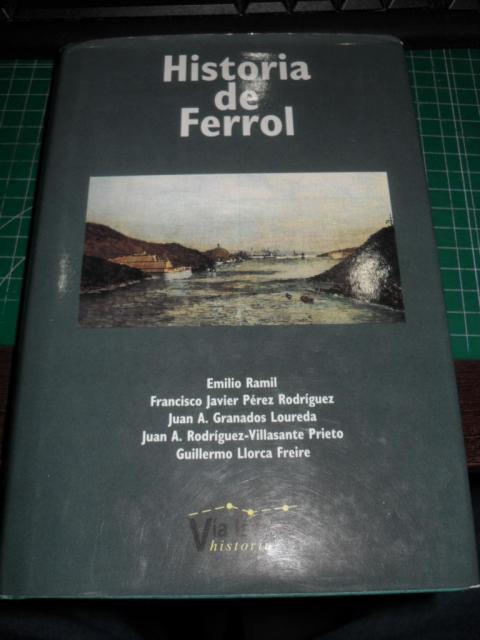 Historia
de
Ferrol
Emilio Ramil
Francisco Javier Pérez Rodríguez
Juan A. Granados Loureda
Juan A. Rodríguez-Villasante Prieto
Guillermo Llorca Freire
Vía
historia